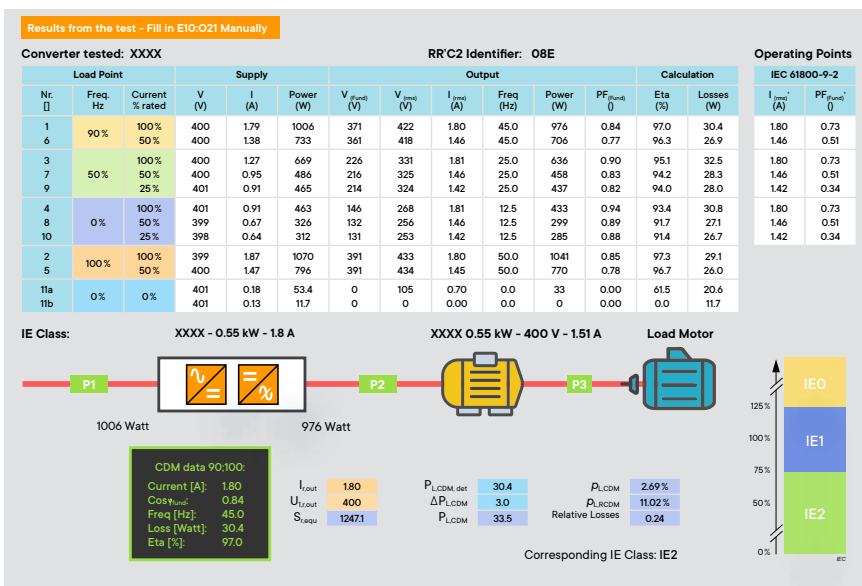 Results from the test - Fill in E10:O21 Manually
Converter tested: XXXX RR'C2 Identifier: 08E Operating Points
Load Point Supply Output Calculation IEC 61800-9-2
Nr. Freq. Current V I Power V (Fund) V (rms) I (rms) Freq Power PF(Fund) Eta Losses I (rms)* PF(Fund)*
[] Hz % rated (V) (A) (W) (V) (V) (A) (Hz) (W) () (%) (W) (A) ()
1 90 % 100 % 400 1.79 1006 371 422 1.80 45.0 976 0.84 97.0 30.4 1.80 0.73
6 50 % 400 1.38 733 361 418 1.46 45.0 706 0.77 96.3 26.9 1.46 0.51
3 100 % 400 1.27 669 226 331 1.81 25.0 636 0.90 95.1 32.5 1.80 0.73
7 50 % 50 % 400 0.95 486 216 325 1.46 25.0 458 0.83 94.2 28.3 1.46 0.51
9 25 % 401 0.91 465 214 324 1.42 25.0 437 0.82 94.0 28.0 1.42 0.34
4 100 % 401 0.91 463 146 268 1.81 12.5 433 0.94 93.4 30.8 1.80 0.73
8 0 % 50 % 399 0.67 326 132 256 1.46 12.5 299 0.89 91.7 27.1 1.46 0.51
10 25 % 398 0.64 312 131 253 1.42 12.5 285 0.88 91.4 26.7 1.42 0.34
2 100 % 100 % 399 1.87 1070 391 433 1.80 50.0 1041 0.85 97.3 29.1
5 50 % 400 1.47 796 391 434 1.45 50.0 770 0.78 96.7 26.0
11a 0 % 0 % 401 0.18 53.4 0 105 0.70 0.0 33 0.00 61.5 20.6
11b 401 0.13 11.7 0 0 0.00 0.0 0 0.00 0.0 11.7
IE Class: XXXX - 0.55 kW - 1.8 A XXXX 0.55 kW - 400 V - 1.51 A Load Motor
P1 P2 P3
1006 Watt 976 Watt
CDM data 90:100:
Current [A]: 1.80
Cosφfund: 0.84
Freq [Hz]: 45.0
Loss [Watt]: 30.4
Eta [%]: 97.0
Ir,out 1.80
U1,r,out 400
Sr,equ 1247.1
PL,CDM, det 30.4
ΔPL,CDM 3.0
PL,CDM 33.5
pL,CDM 2.69 %
pL,RCDM 11.02 %
Relative Losses 0.24
Corresponding IE Class: IE2
IE0
125%
100% IE1
75%
50% IE2
0%
IEC